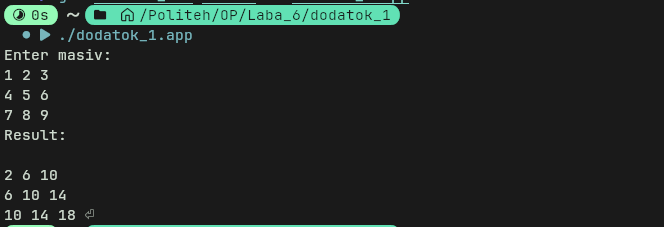 0s ~ /Politeh/OP/Laba_6/dodatok_1
./dodatok_1.app
Enter masiv:
1 2 3
4 5 6
7 8 9
Result:
2 6 10
6 10 14
10 14 18 ⏎